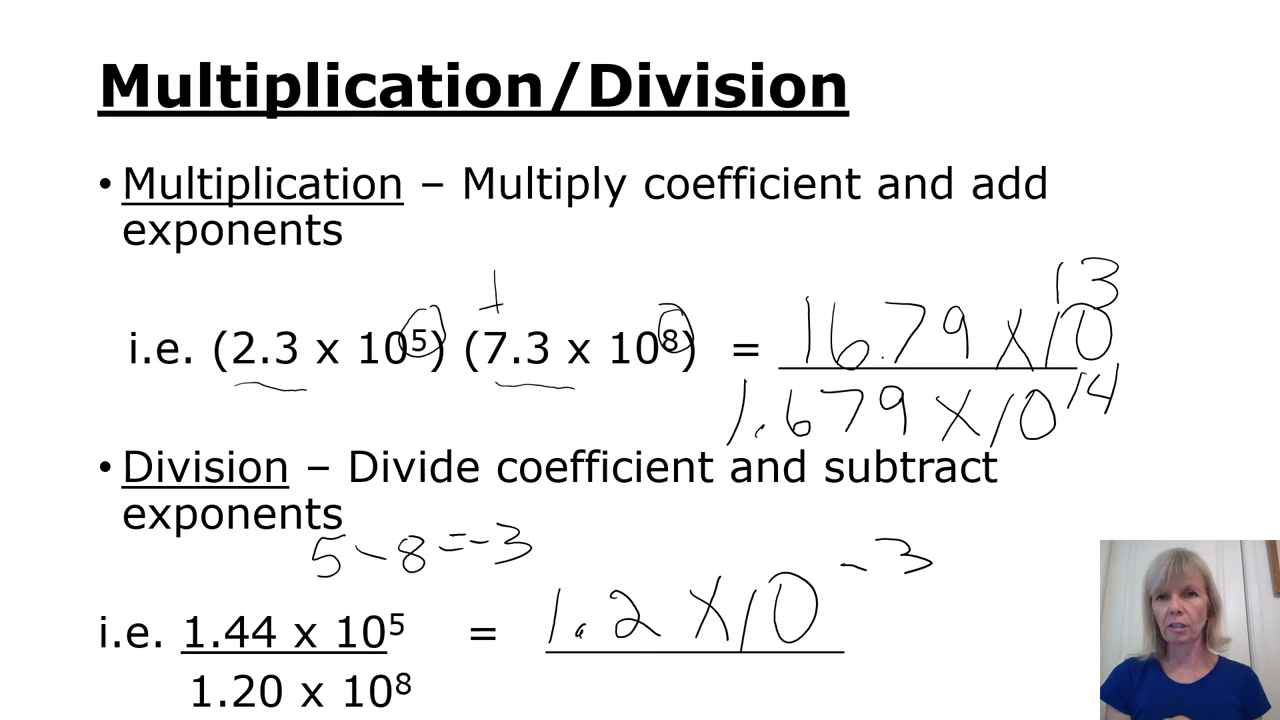 Multiplication/Division
• Multiplication – Multiply coefficient and add
exponents
13
i.e. (2.3 x 10⁵) (7.3 x 10⁸) = 16.79 x 10
1.679 x 10¹⁴
• Division – Divide coefficient and subtract
exponents
5 - 8 = -3
i.e. 1.44 x 10⁵ = 1.2 x 10⁻³
1.20 x 10⁸